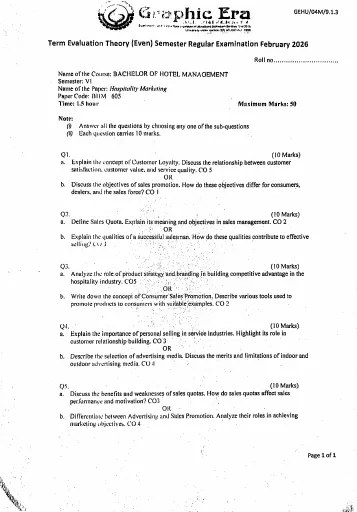 GEHU/04M/9.1.3
Graphic Era
Term Evaluation Theory (Even) Semester Regular Examination February 2026
Roll no..........................
Name of the Course: BACHELOR OF HOTEL MANAGEMENT
Semester: VI
Name of the Paper: Hospitality Marketing
Paper Code: BHM 605
Time: 1.5 hour
Maximum Marks: 50
Note:
(i) Answer all the questions by choosing any one of the sub-questions
(ii) Each question carries 10 marks.
Q1. (10 Marks)
a. Explain the concept of Customer Loyalty. Discuss the relationship between customer
satisfaction, customer value, and service quality. CO 5
OR
b. Discuss the objectives of sales promotion. How do these objectives differ for consumers,
dealers, and the sales force? CO 1
Q2. (10 Marks)
a. Define Sales Quota. Explain its meaning and objectives in sales management. CO 2
OR
b. Explain the qualities of a successful salesman. How do these qualities contribute to effective
selling?
Q3. (10 Marks)
a. Analyze the role of product strategy and branding in building competitive advantage in the
hospitality industry. CO5
OR
b. Write down the concept of Consumer Sales Promotion. Describe various tools used to
promote products to consumers with suitable examples. CO 2
Q4. (10 Marks)
a. Explain the importance of personal selling in service industries. Highlight its role in
customer relationship building. CO 3
OR
b. Describe the selection of advertising media. Discuss the merits and limitations of indoor and
outdoor advertising media. CO 4
Q5. (10 Marks)
a. Discuss the benefits and weaknesses of sales quotas. How do sales quotas affect sales
performance and motivation? CO3
OR
b. Differentiate between Advertising and Sales Promotion. Analyze their roles in achieving
marketing objectives. CO 4
Page 1 of 1